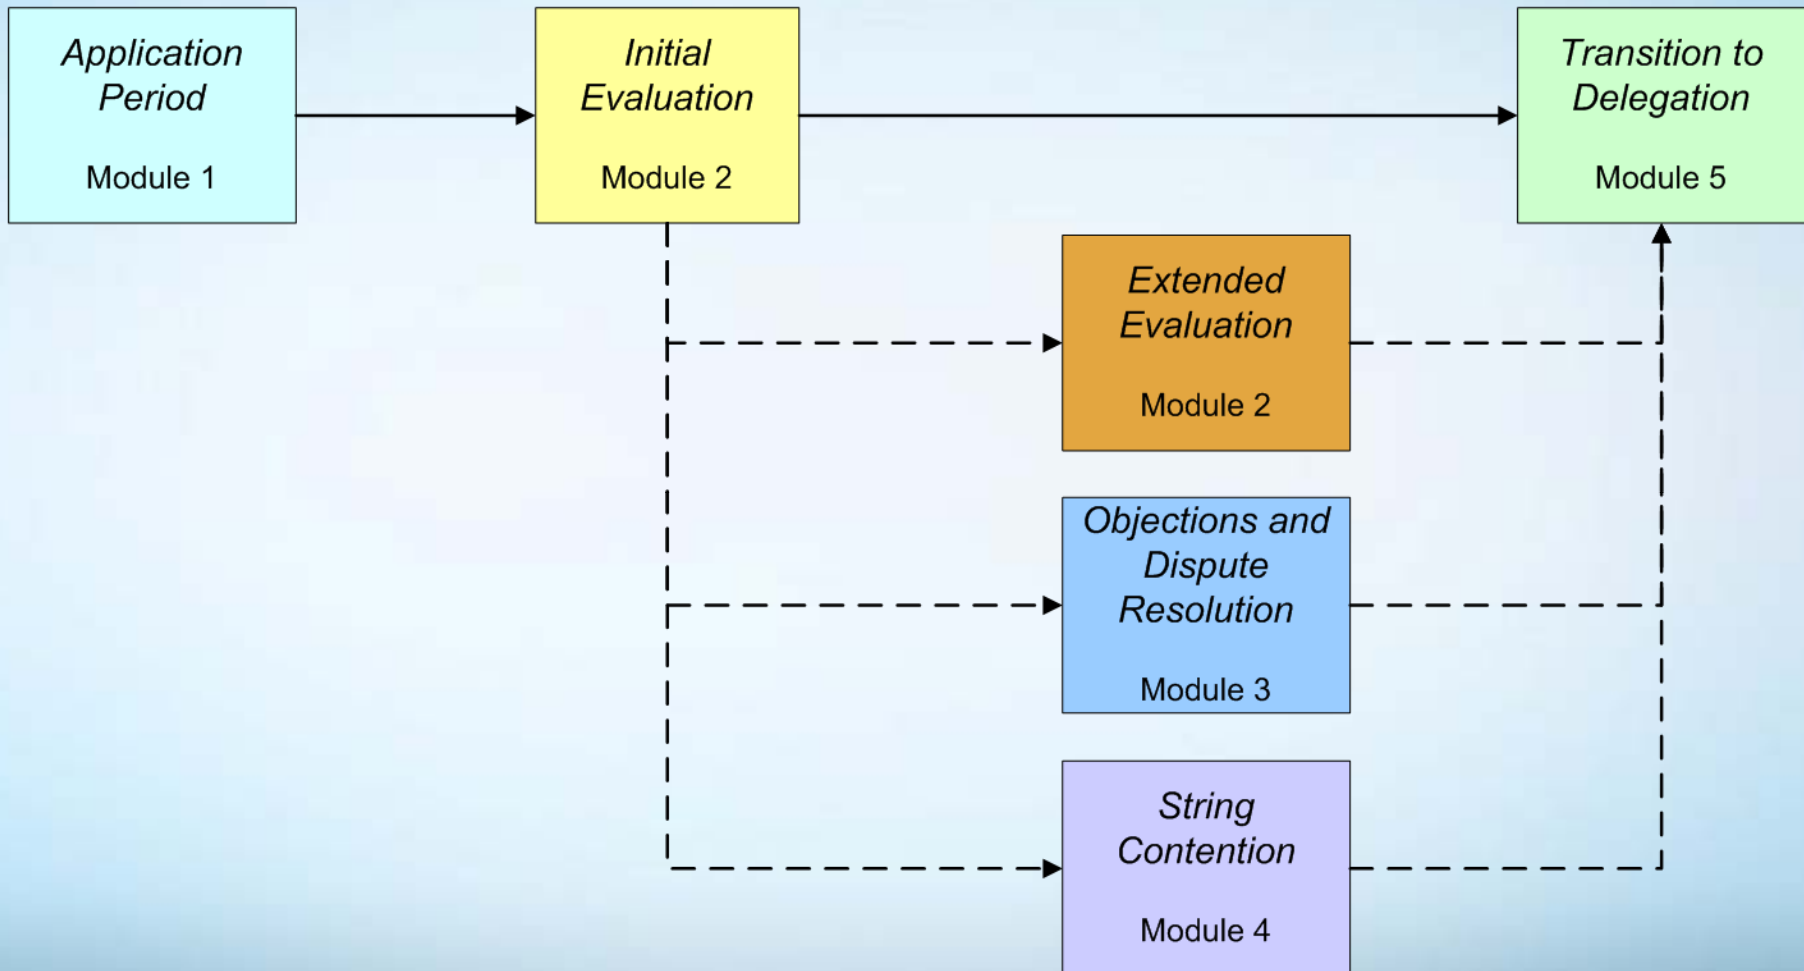 Application
Period
Module 1
Initial
Evaluation
Module 2
Transition to
Delegation
Module 5
Extended
Evaluation
Module 2
Objections and
Dispute
Resolution
Module 3
String
Contention
Module 4